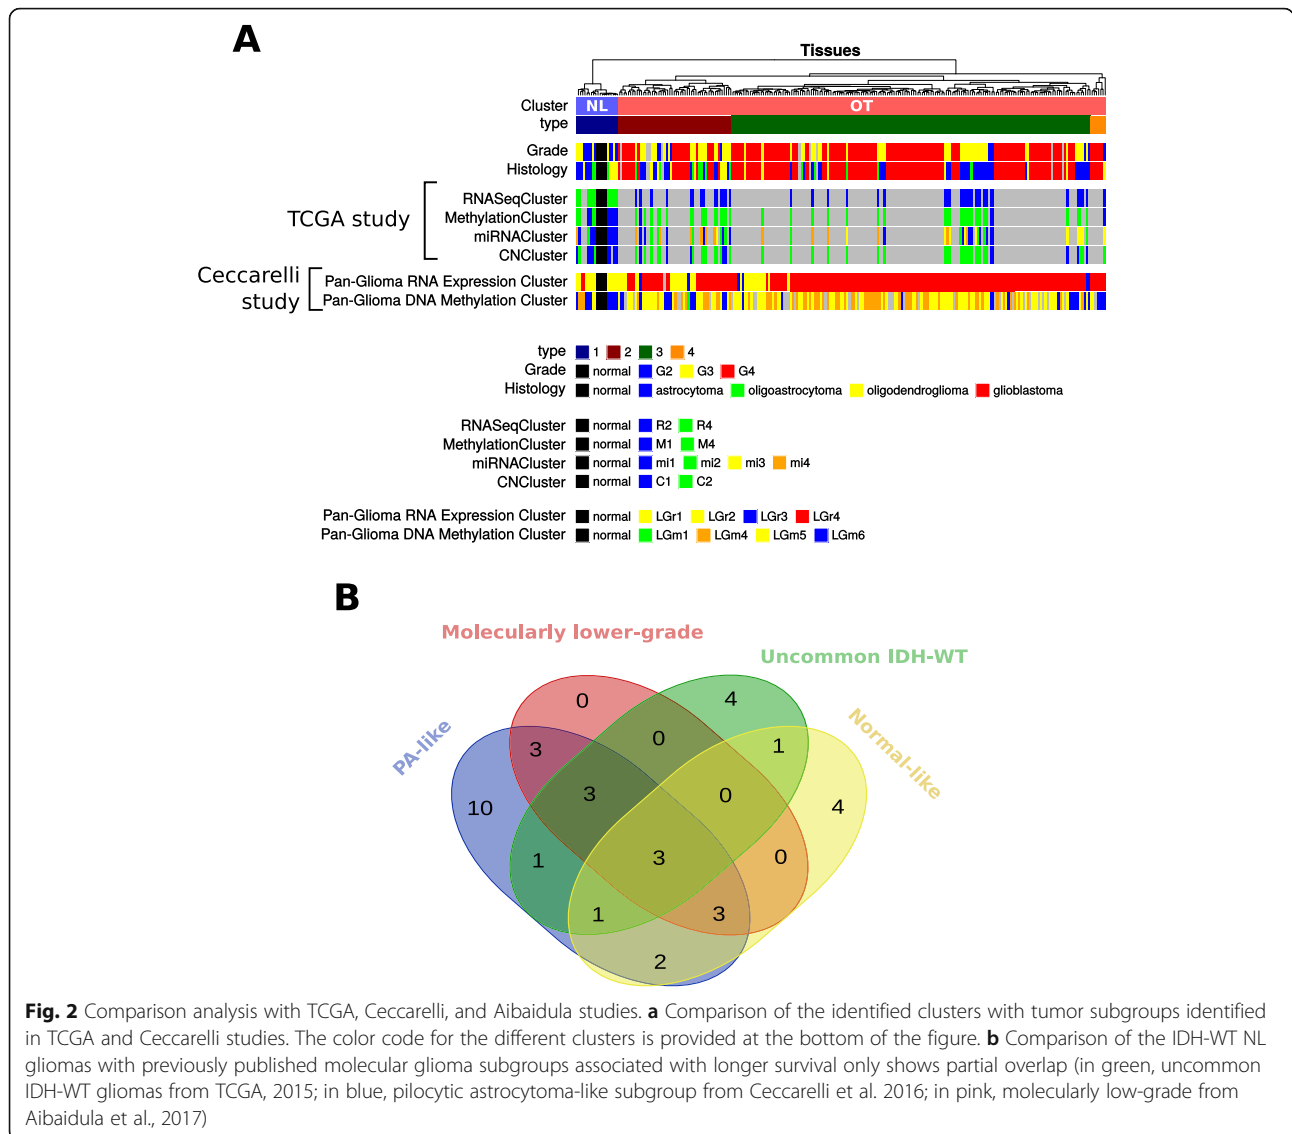 A
Tissues
Cluster NL OT
type
Grade
Histology
TCGA study
RNASeqCluster
MethylationCluster
miRNACluster
CNCluster
Ceccarelli study
Pan-Glioma RNA Expression Cluster
Pan-Glioma DNA Methylation Cluster
type 1 2 3 4
Grade normal G2 G3 G4
Histology normal astrocytoma oligoastrocytoma oligodendroglioma glioblastoma
RNASeqCluster normal R2 R4
MethylationCluster normal M1 M4
miRNACluster normal mi1 mi2 mi3 mi4
CNCluster normal C1 C2
Pan-Glioma RNA Expression Cluster normal LGr1 LGr2 LGr3 LGr4
Pan-Glioma DNA Methylation Cluster normal LGm1 LGm4 LGm5 LGm6
B
Molecularly lower-grade
Uncommon IDH-WT
PA-like
Normal-like
0 4
3 0 1
10 3 0 4
1 3 0
1 3
2
Fig. 2 Comparison analysis with TCGA, Ceccarelli, and Aibaidula studies. a Comparison of the identified clusters with tumor subgroups identified
in TCGA and Ceccarelli studies. The color code for the different clusters is provided at the bottom of the figure. b Comparison of the IDH-WT NL
gliomas with previously published molecular glioma subgroups associated with longer survival only shows partial overlap (in green, uncommon
IDH-WT gliomas from TCGA, 2015; in blue, pilocytic astrocytoma-like subgroup from Ceccarelli et al. 2016; in pink, molecularly low-grade from
Aibaidula et al., 2017)